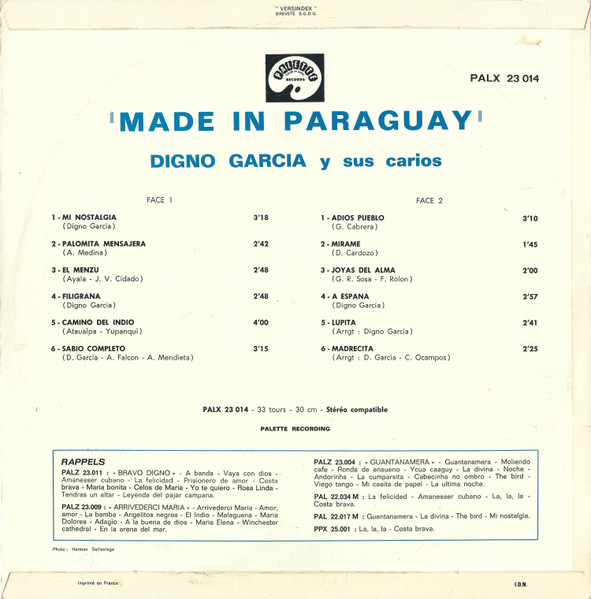 " VERSINDEX "
BREVETÉ S.G.D.G.
PALETTE
RECORDS
PALX 23 014
'MADE IN PARAGUAY'
DIGNO GARCIA y sus carios
FACE 1
1 - MI NOSTALGIA 3'18
(Digno Garcia)
2 - PALOMITA MENSAJERA 2'42
(A. Medina)
3 - EL MENZU 2'48
(Ayala - J. V. Cidado)
4 - FILIGRANA 2'48
(Digno Garcia)
5 - CAMINO DEL INDIO 4'00
(Ataualpa - Yupanqui)
6 - SABIO COMPLETO 3'15
(D. Garcia - A. Falcon - A. Mendieta)
FACE 2
1 - ADIOS PUEBLO 3'10
(G. Cabrera)
2 - MIRAME 1'45
(D. Cardozo)
3 - JOYAS DEL ALMA 2'00
(G. R. Sosa - F. Rolon)
4 - A ESPANA 2'57
(Digno Garcia)
5 - LUPITA 2'41
(Arrgt : Digno Garcia)
6 - MADRECITA 2'25
(Arrgt : D. Garcia - C. Ocampos)
PALX 23 014 - 33 tours - 30 cm - Stéréo compatible
PALETTE RECORDING
RAPPELS
PALZ 23.011 : « BRAVO DIGNO » - A banda - Vaya con dios -
Amanesser cubano - La felicidad - Prisionero de amor - Costa
brava - Maria bonita - Celos de Maria - Yo te quiero - Rosa Linda -
Tendras un altar - Leyenda del pajar campana.
PALZ 23.009 : « ARRIVEDERCI MARIA » - Arrivederci Maria - Amor,
amor - La bamba - Angelitos negros - El Indio - Malaguena - Maria
Dolores - Adagio - A la buena de dios - Maria Elena - Winchester
cathedral - En la arena del mar.
PALZ 23.004 : « GUANTANAMERA » - Guantanamera - Moliendo
cafe - Ronda de ensueno - Youa caaguy - La divina - Noche -
Andorinha - La cumparsita - Cabecinha no ombro - The bird -
Viego tango - Mi casita de papel - La ultima noche.
PAL 22.034 M : La felicidad - Amanesser cubano - La, la, la -
Costa brava.
PAL 22.017 M : Guantanamera - La divina - The bird - Mi nostalgia.
PPX 25.001 : La, la, la - Costa brava.
Photo : Herman Sallaslage
Imprimé en France
I.D.N.